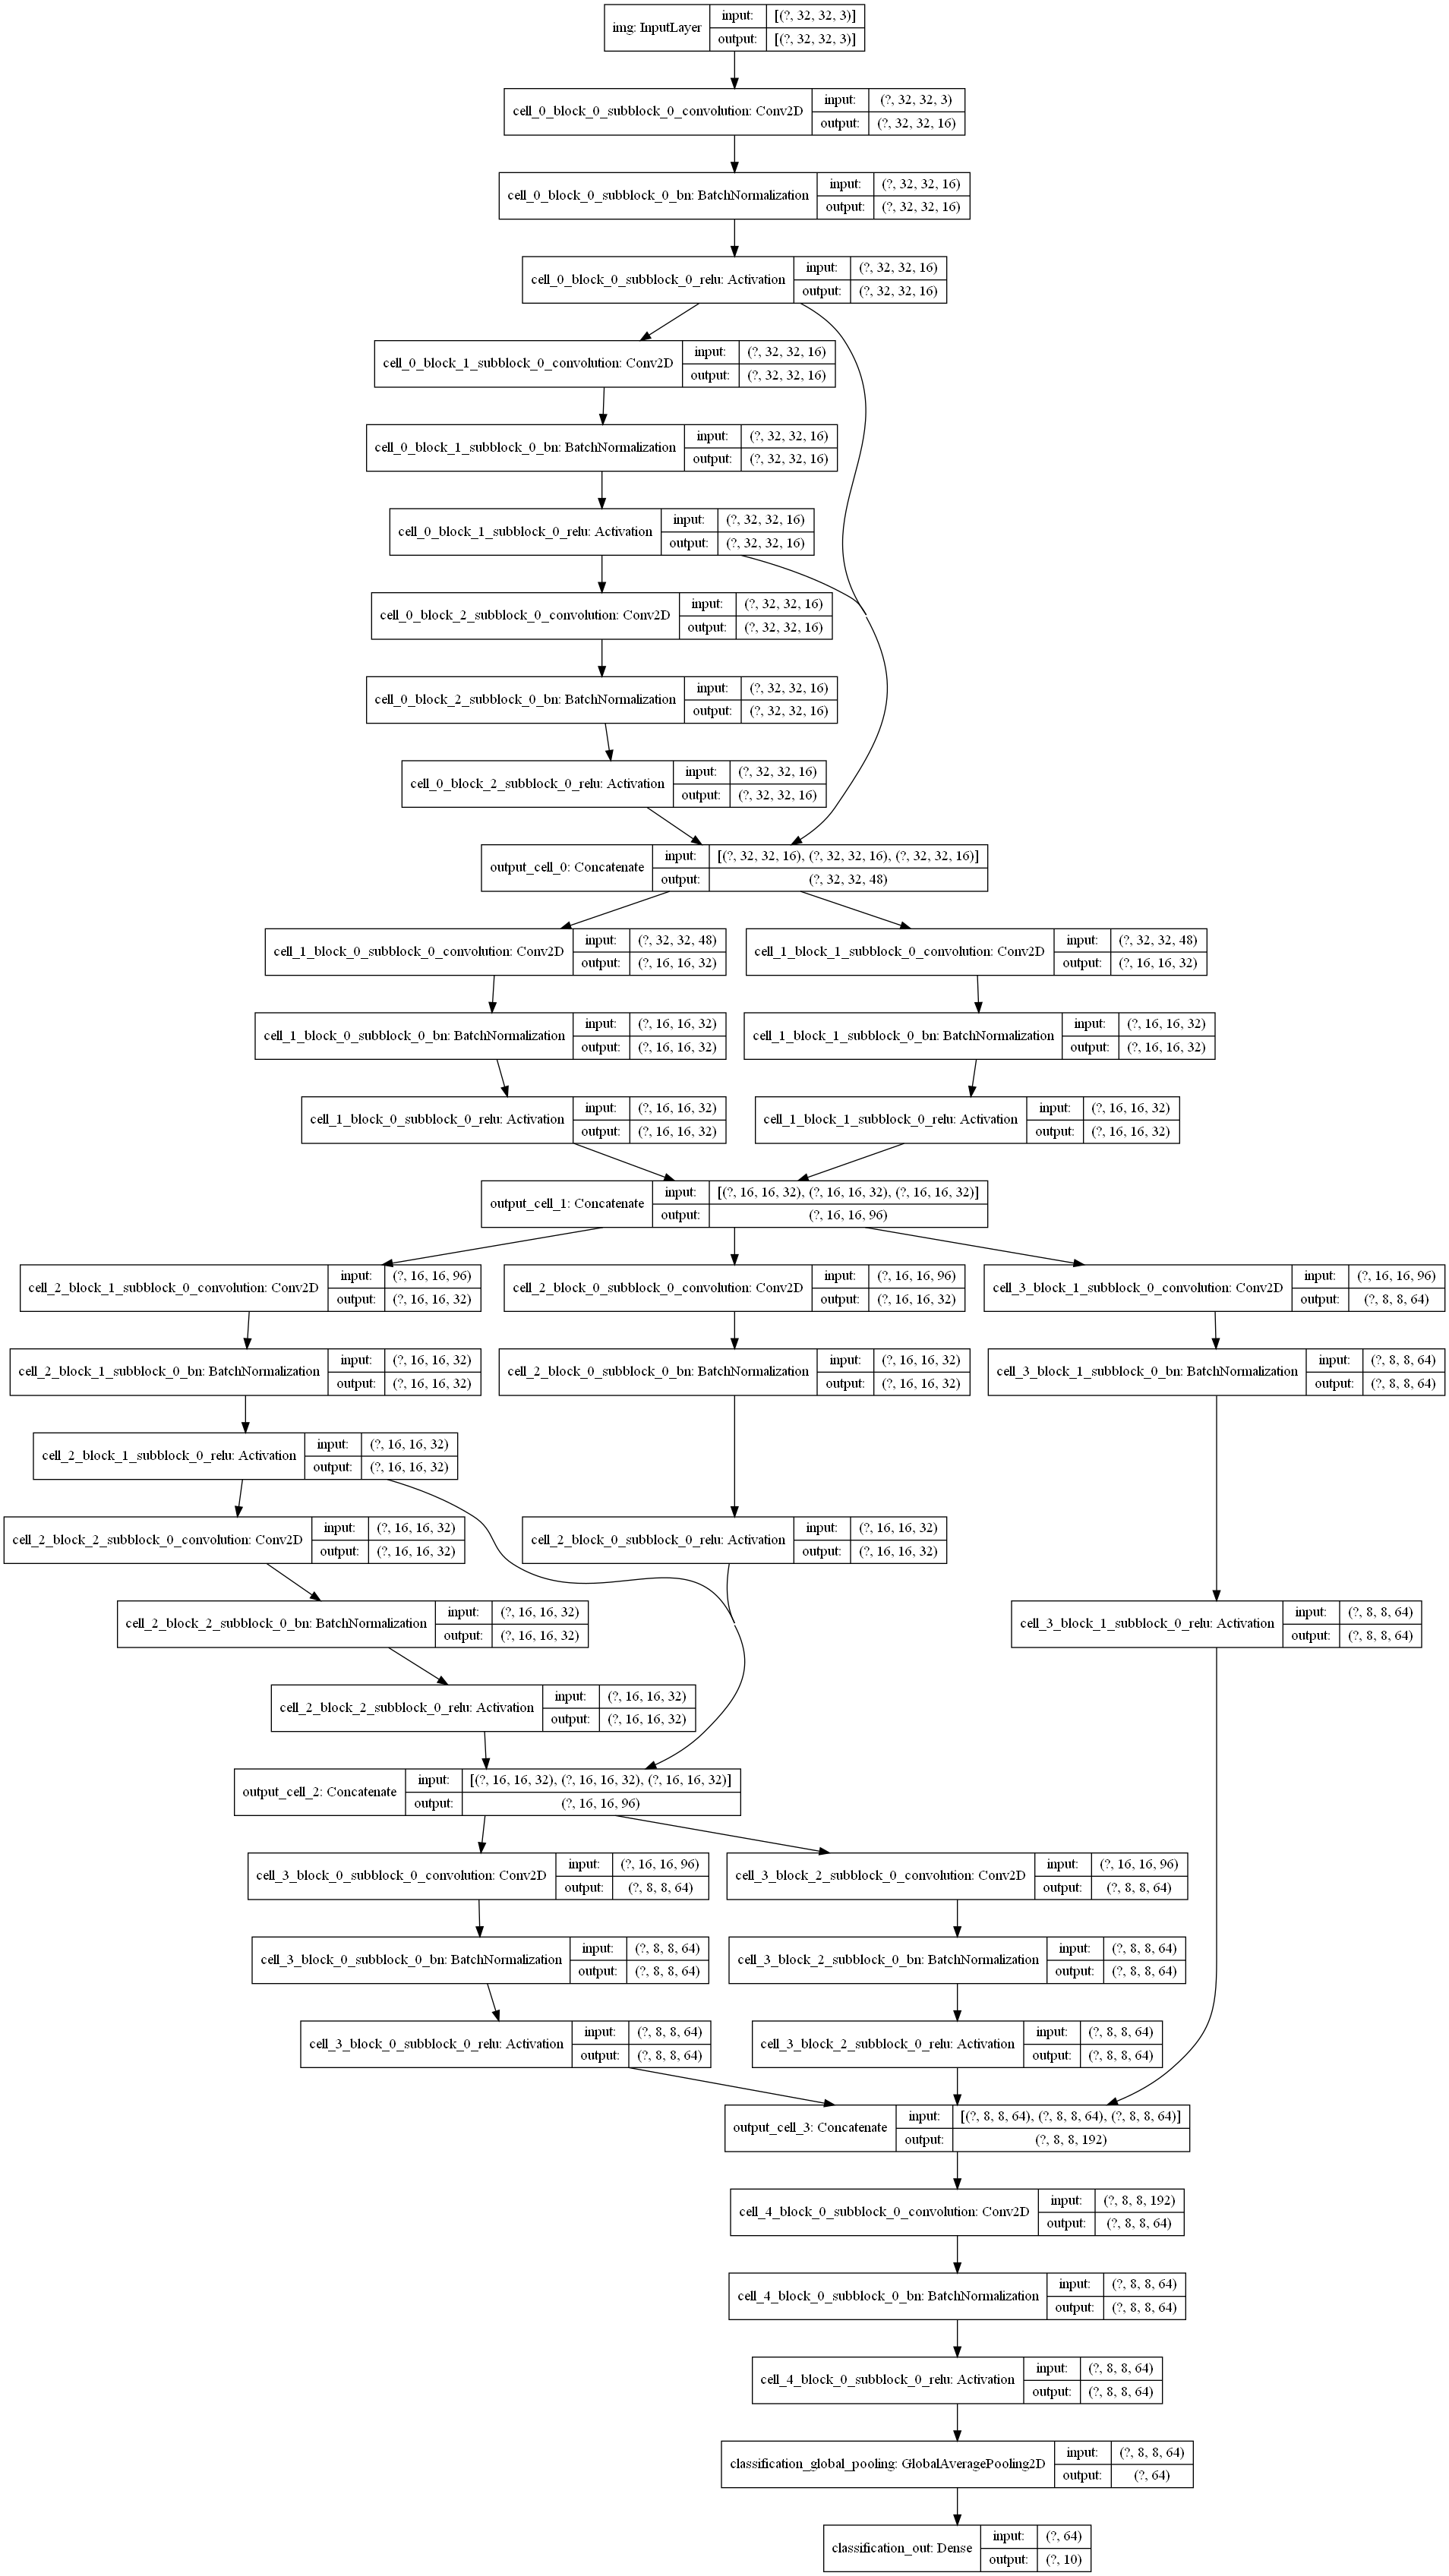 img: InputLayer
input: [(?, 32, 32, 3)]
output: [(?, 32, 32, 3)]
cell_0_block_0_subblock_0_convolution: Conv2D
input: (?, 32, 32, 3)
output: (?, 32, 32, 16)
cell_0_block_0_subblock_0_bn: BatchNormalization
input: (?, 32, 32, 16)
output: (?, 32, 32, 16)
cell_0_block_0_subblock_0_relu: Activation
input: (?, 32, 32, 16)
output: (?, 32, 32, 16)
cell_0_block_1_subblock_0_convolution: Conv2D
input: (?, 32, 32, 16)
output: (?, 32, 32, 16)
cell_0_block_1_subblock_0_bn: BatchNormalization
input: (?, 32, 32, 16)
output: (?, 32, 32, 16)
cell_0_block_1_subblock_0_relu: Activation
input: (?, 32, 32, 16)
output: (?, 32, 32, 16)
cell_0_block_2_subblock_0_convolution: Conv2D
input: (?, 32, 32, 16)
output: (?, 32, 32, 16)
cell_0_block_2_subblock_0_bn: BatchNormalization
input: (?, 32, 32, 16)
output: (?, 32, 32, 16)
cell_0_block_2_subblock_0_relu: Activation
input: (?, 32, 32, 16)
output: (?, 32, 32, 16)
output_cell_0: Concatenate
input: [(?, 32, 32, 16), (?, 32, 32, 16), (?, 32, 32, 16)]
output: (?, 32, 32, 48)
cell_1_block_0_subblock_0_convolution: Conv2D
input: (?, 32, 32, 48)
output: (?, 16, 16, 32)
cell_1_block_1_subblock_0_convolution: Conv2D
input: (?, 32, 32, 48)
output: (?, 16, 16, 32)
cell_1_block_0_subblock_0_bn: BatchNormalization
input: (?, 16, 16, 32)
output: (?, 16, 16, 32)
cell_1_block_1_subblock_0_bn: BatchNormalization
input: (?, 16, 16, 32)
output: (?, 16, 16, 32)
cell_1_block_0_subblock_0_relu: Activation
input: (?, 16, 16, 32)
output: (?, 16, 16, 32)
cell_1_block_1_subblock_0_relu: Activation
input: (?, 16, 16, 32)
output: (?, 16, 16, 32)
output_cell_1: Concatenate
input: [(?, 16, 16, 32), (?, 16, 16, 32), (?, 16, 16, 32)]
output: (?, 16, 16, 96)
cell_2_block_1_subblock_0_convolution: Conv2D
input: (?, 16, 16, 96)
output: (?, 16, 16, 32)
cell_2_block_0_subblock_0_convolution: Conv2D
input: (?, 16, 16, 96)
output: (?, 16, 16, 32)
cell_3_block_1_subblock_0_convolution: Conv2D
input: (?, 16, 16, 96)
output: (?, 8, 8, 64)
cell_2_block_1_subblock_0_bn: BatchNormalization
input: (?, 16, 16, 32)
output: (?, 16, 16, 32)
cell_2_block_0_subblock_0_bn: BatchNormalization
input: (?, 16, 16, 32)
output: (?, 16, 16, 32)
cell_3_block_1_subblock_0_bn: BatchNormalization
input: (?, 8, 8, 64)
output: (?, 8, 8, 64)
cell_2_block_1_subblock_0_relu: Activation
input: (?, 16, 16, 32)
output: (?, 16, 16, 32)
cell_2_block_2_subblock_0_convolution: Conv2D
input: (?, 16, 16, 32)
output: (?, 16, 16, 32)
cell_2_block_0_subblock_0_relu: Activation
input: (?, 16, 16, 32)
output: (?, 16, 16, 32)
cell_2_block_2_subblock_0_bn: BatchNormalization
input: (?, 16, 16, 32)
output: (?, 16, 16, 32)
cell_3_block_1_subblock_0_relu: Activation
input: (?, 8, 8, 64)
output: (?, 8, 8, 64)
cell_2_block_2_subblock_0_relu: Activation
input: (?, 16, 16, 32)
output: (?, 16, 16, 32)
output_cell_2: Concatenate
input: [(?, 16, 16, 32), (?, 16, 16, 32), (?, 16, 16, 32)]
output: (?, 16, 16, 96)
cell_3_block_0_subblock_0_convolution: Conv2D
input: (?, 16, 16, 96)
output: (?, 8, 8, 64)
cell_3_block_2_subblock_0_convolution: Conv2D
input: (?, 16, 16, 96)
output: (?, 8, 8, 64)
cell_3_block_0_subblock_0_bn: BatchNormalization
input: (?, 8, 8, 64)
output: (?, 8, 8, 64)
cell_3_block_2_subblock_0_bn: BatchNormalization
input: (?, 8, 8, 64)
output: (?, 8, 8, 64)
cell_3_block_0_subblock_0_relu: Activation
input: (?, 8, 8, 64)
output: (?, 8, 8, 64)
cell_3_block_2_subblock_0_relu: Activation
input: (?, 8, 8, 64)
output: (?, 8, 8, 64)
output_cell_3: Concatenate
input: [(?, 8, 8, 64), (?, 8, 8, 64), (?, 8, 8, 64)]
output: (?, 8, 8, 192)
cell_4_block_0_subblock_0_convolution: Conv2D
input: (?, 8, 8, 192)
output: (?, 8, 8, 64)
cell_4_block_0_subblock_0_bn: BatchNormalization
input: (?, 8, 8, 64)
output: (?, 8, 8, 64)
cell_4_block_0_subblock_0_relu: Activation
input: (?, 8, 8, 64)
output: (?, 8, 8, 64)
classification_global_pooling: GlobalAveragePooling2D
input: (?, 8, 8, 64)
output: (?, 64)
classification_out: Dense
input: (?, 64)
output: (?, 10)